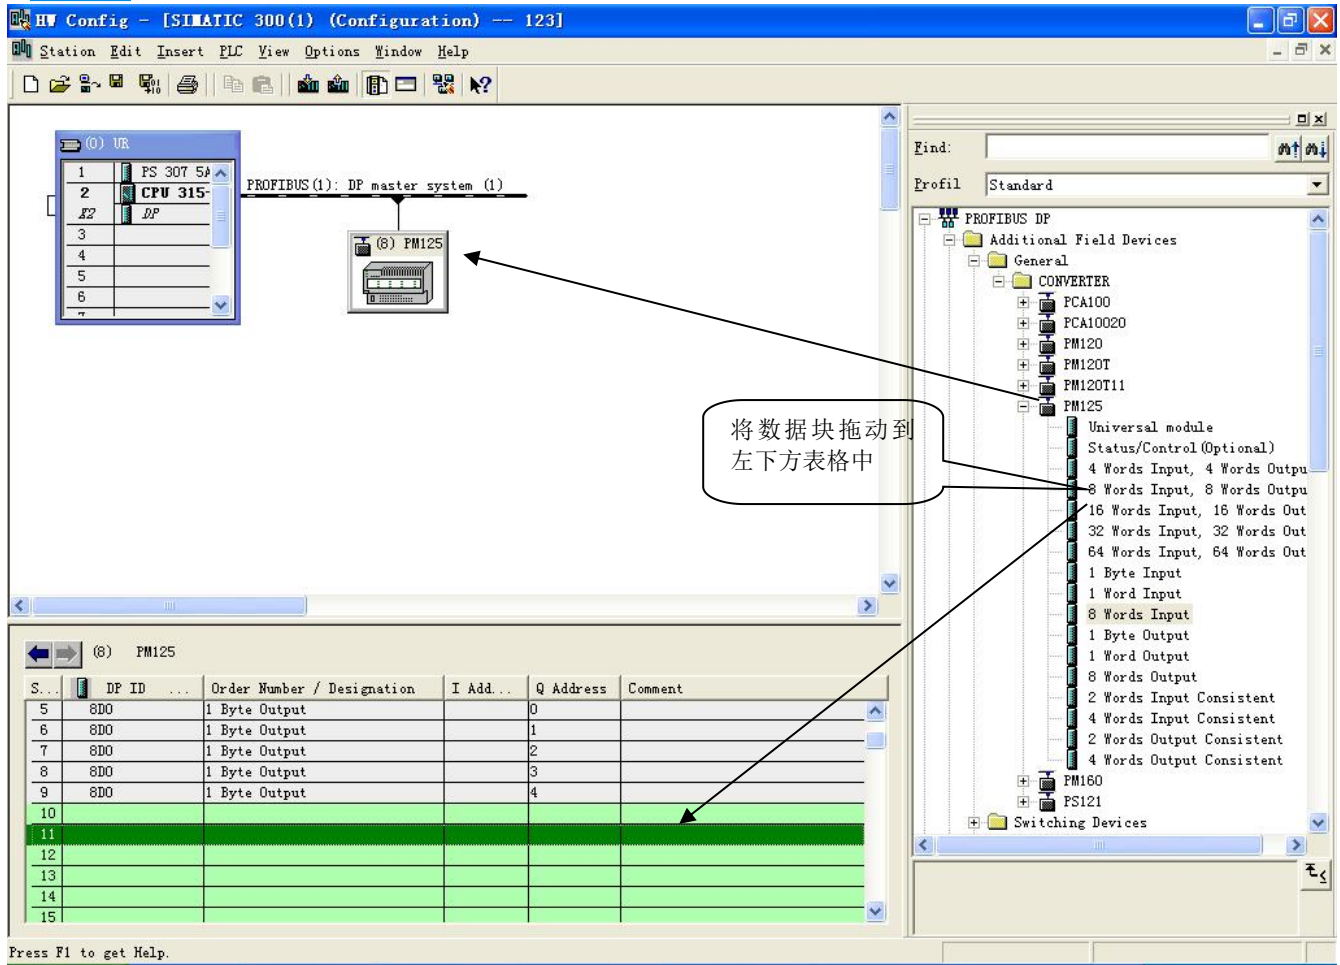 HW Config - [SIMATIC 300(1) (Configuration) -- 123]
Station Edit Insert PLC View Options Window Help
(0) UR
1 PS 307 5A
2 CPU 315-
X2 DP
3
4
5
6
7
PROFIBUS(1): DP master system (1)
(8) PM125
将数据块拖动到
左下方表格中
Find:
Profil Standard
PROFIBUS DP
Additional Field Devices
General
CONVERTER
PCA100
PCA10020
PM120
PM120T
PM120T11
PM125
Universal module
Status/Control(Optional)
4 Words Input, 4 Words Outpu
8 Words Input, 8 Words Outpu
16 Words Input, 16 Words Out
32 Words Input, 32 Words Out
64 Words Input, 64 Words Out
1 Byte Input
1 Word Input
8 Words Input
1 Byte Output
1 Word Output
8 Words Output
2 Words Input Consistent
4 Words Input Consistent
2 Words Output Consistent
4 Words Output Consistent
PM160
PS121
Switching Devices
(8) PM125
S... DP ID ... Order Number / Designation I Add... Q Address Comment
5 8DO 1 Byte Output 0
6 8DO 1 Byte Output 1
7 8DO 1 Byte Output 2
8 8DO 1 Byte Output 3
9 8DO 1 Byte Output 4
10
11
12
13
14
15
Press F1 to get Help.